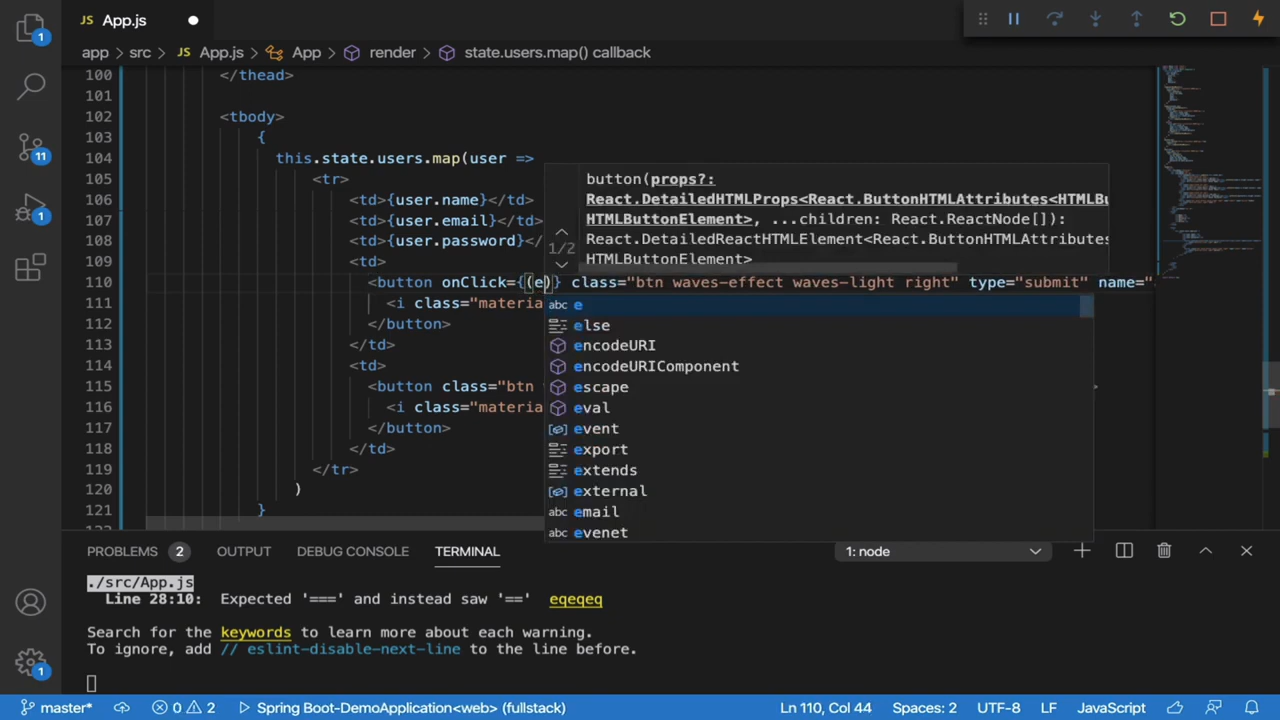 JS App.js
app src JS App.js App render state.users.map() callback
100 </thead>
101
102 <tbody>
103 {
104 this.state.users.map(user =>
105 <tr>
106 <td>{user.name}</td>
107 <td>{user.email}</td>
108 <td>{user.password}</
109 <td>
110 <button onClick={(e)} class="btn waves-effect waves-light right" type="submit" name="
111 <i class="materia
112 </button>
113 </td>
114 <td>
115 <button class="btn
116 <i class="materia
117 </button>
118 </td>
119 </tr>
120 )
121 }
button(props?:
React.DetailedHTMLProps<React.ButtonHTMLAttributes<HTMLBu
HTMLButtonElement>, ...children: React.ReactNode[]):
1/2
React.DetailedReactHTMLElement<React.ButtonHTMLAttributes
HTMLButtonElement>
abc e
else
encodeURI
encodeURIComponent
escape
eval
event
export
extends
external
abc email
abc evenet
PROBLEMS 2 OUTPUT DEBUG CONSOLE TERMINAL 1: node
./src/App.js
Line 28:10: Expected '===' and instead saw '==' eqeqeq
Search for the keywords to learn more about each warning.
To ignore, add // eslint-disable-next-line to the line before.
1
11
1
1
master* 0 2 Spring Boot-DemoApplication<web> (fullstack) Ln 110, Col 44 Spaces: 2 UTF-8 LF JavaScript